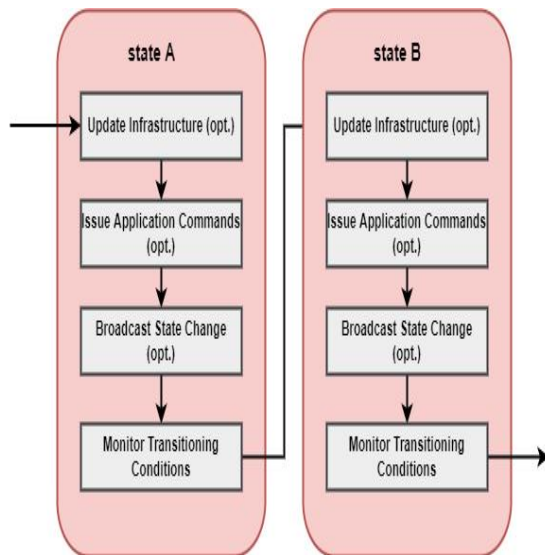 state A
Update Infrastructure (opt.)
Issue Application Commands
(opt.)
Broadcast State Change
(opt.)
Monitor Transitioning
Conditions
state B
Update Infrastructure (opt.)
Issue Application Commands
(opt.)
Broadcast State Change
(opt.)
Monitor Transitioning
Conditions